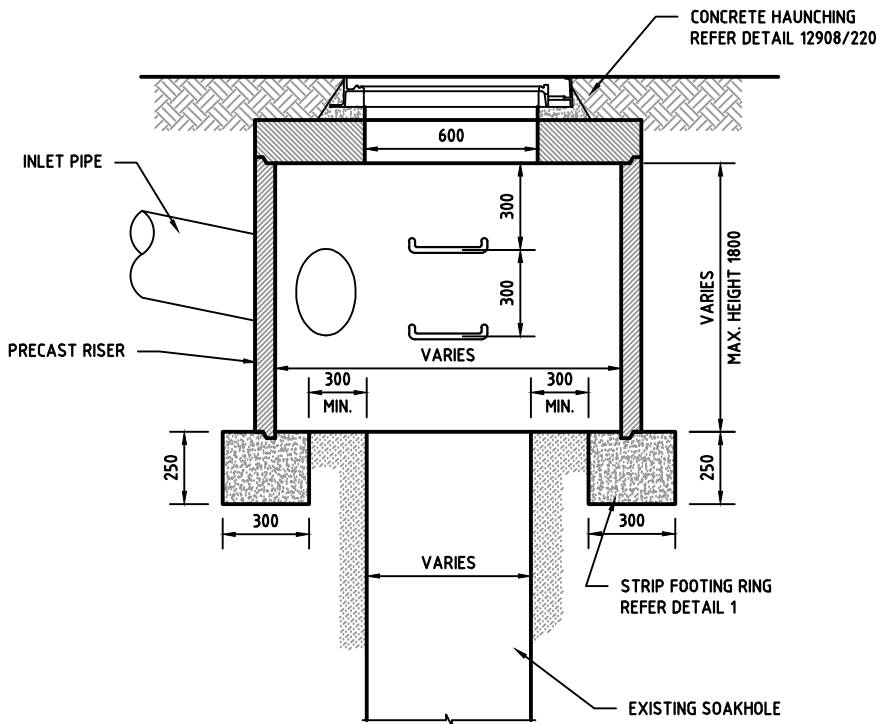 CONCRETE HAUNCHING
REFER DETAIL 12908/220
600
INLET PIPE
300
300
VARIES
MAX. HEIGHT 1800
PRECAST RISER
VARIES
300
MIN.
300
MIN.
250
250
300
300
VARIES
STRIP FOOTING RING
REFER DETAIL 1
EXISTING SOAKHOLE